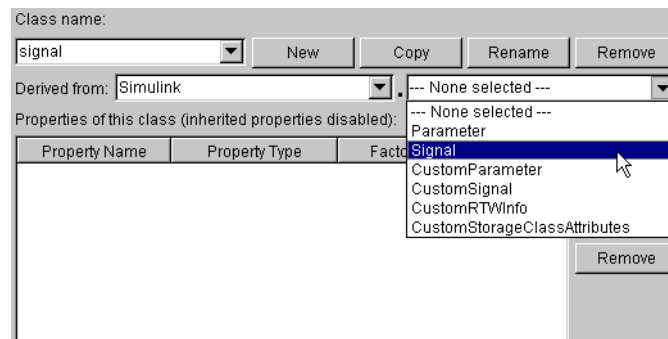 Class name:
signal New Copy Rename Remove
Derived from: Simulink . --- None selected ---
--- None selected ---
Properties of this class (inherited properties disabled):
Parameter
Property Name Property Type Facto
Signal
CustomParameter
CustomSignal
CustomRTWInfo
CustomStorageClassAttributes
Remove